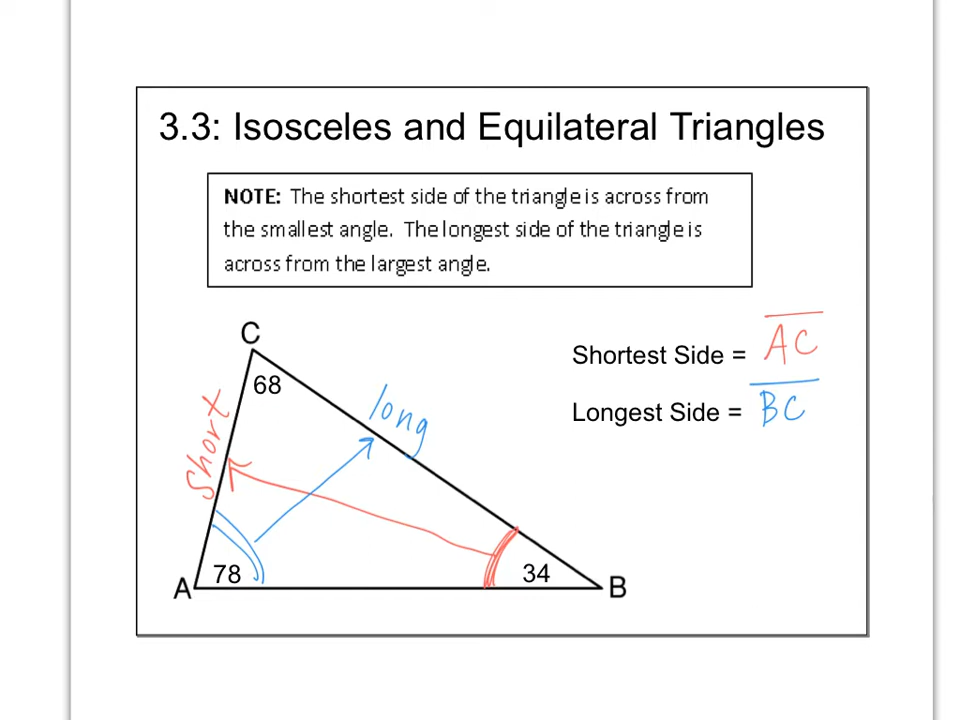 3.3: Isosceles and Equilateral Triangles
NOTE: The shortest side of the triangle is across from
the smallest angle. The longest side of the triangle is
across from the largest angle.
C
68
short
long
A
78
34
B
Shortest Side = AC
Longest Side = BC